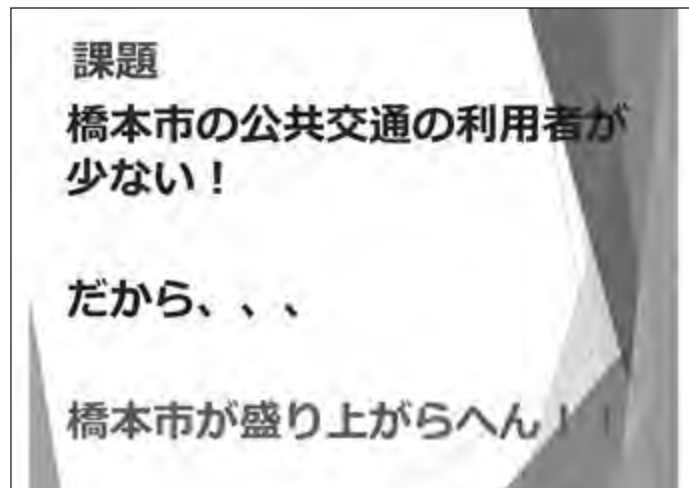 課題
橋本市の公共交通の利用者が
少ない！
だから、、、
橋本市が盛り上がらへん！！